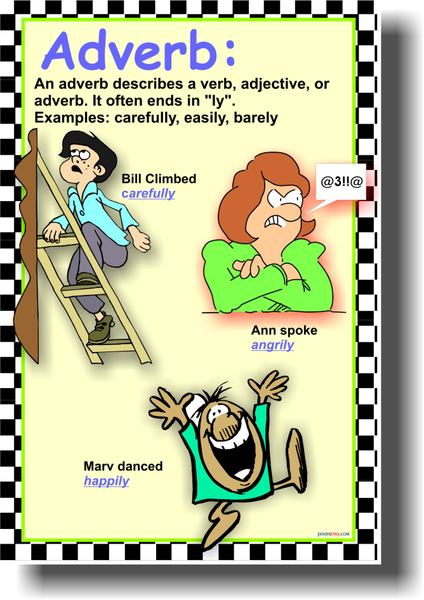 Adverb:
An adverb describes a verb, adjective, or
adverb. It often ends in "ly".
Examples: carefully, easily, barely
Bill Climbed
carefully
@3!!@
Ann spoke
angrily
Marv danced
happily